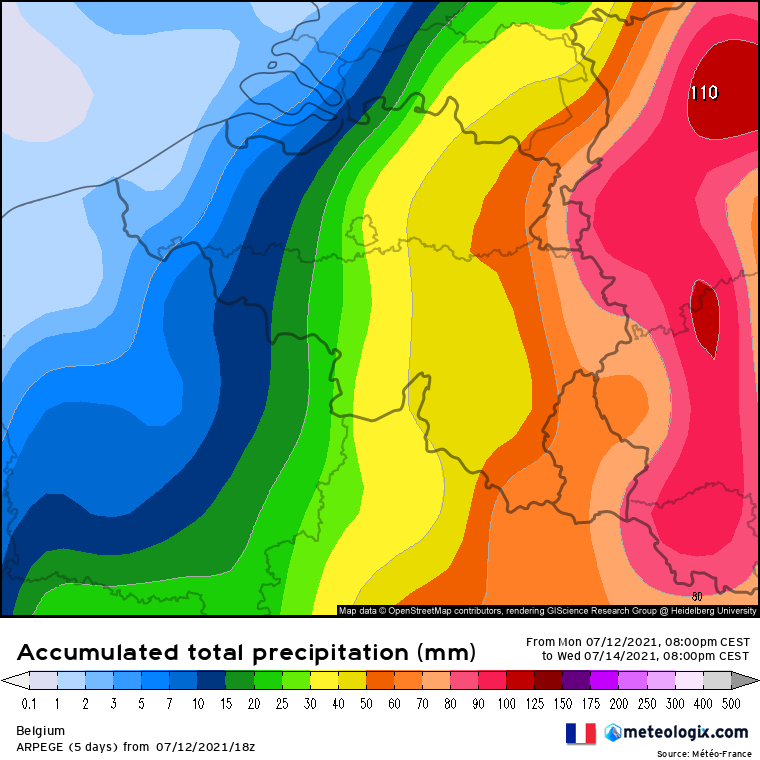 110
80
Map data © OpenStreetMap contributors, rendering GIScience Research Group @ Heidelberg University
Accumulated total precipitation (mm)
From Mon 07/12/2021, 08:00pm CEST
to Wed 07/14/2021, 08:00pm CEST
0.1 1 2 3 5 7 10 15 20 25 30 40 50 60 70 80 90 100 125 150 175 200 250 300 400 500
Belgium
ARPEGE (5 days) from 07/12/2021/18z
meteologix.com
Source: Météo-France